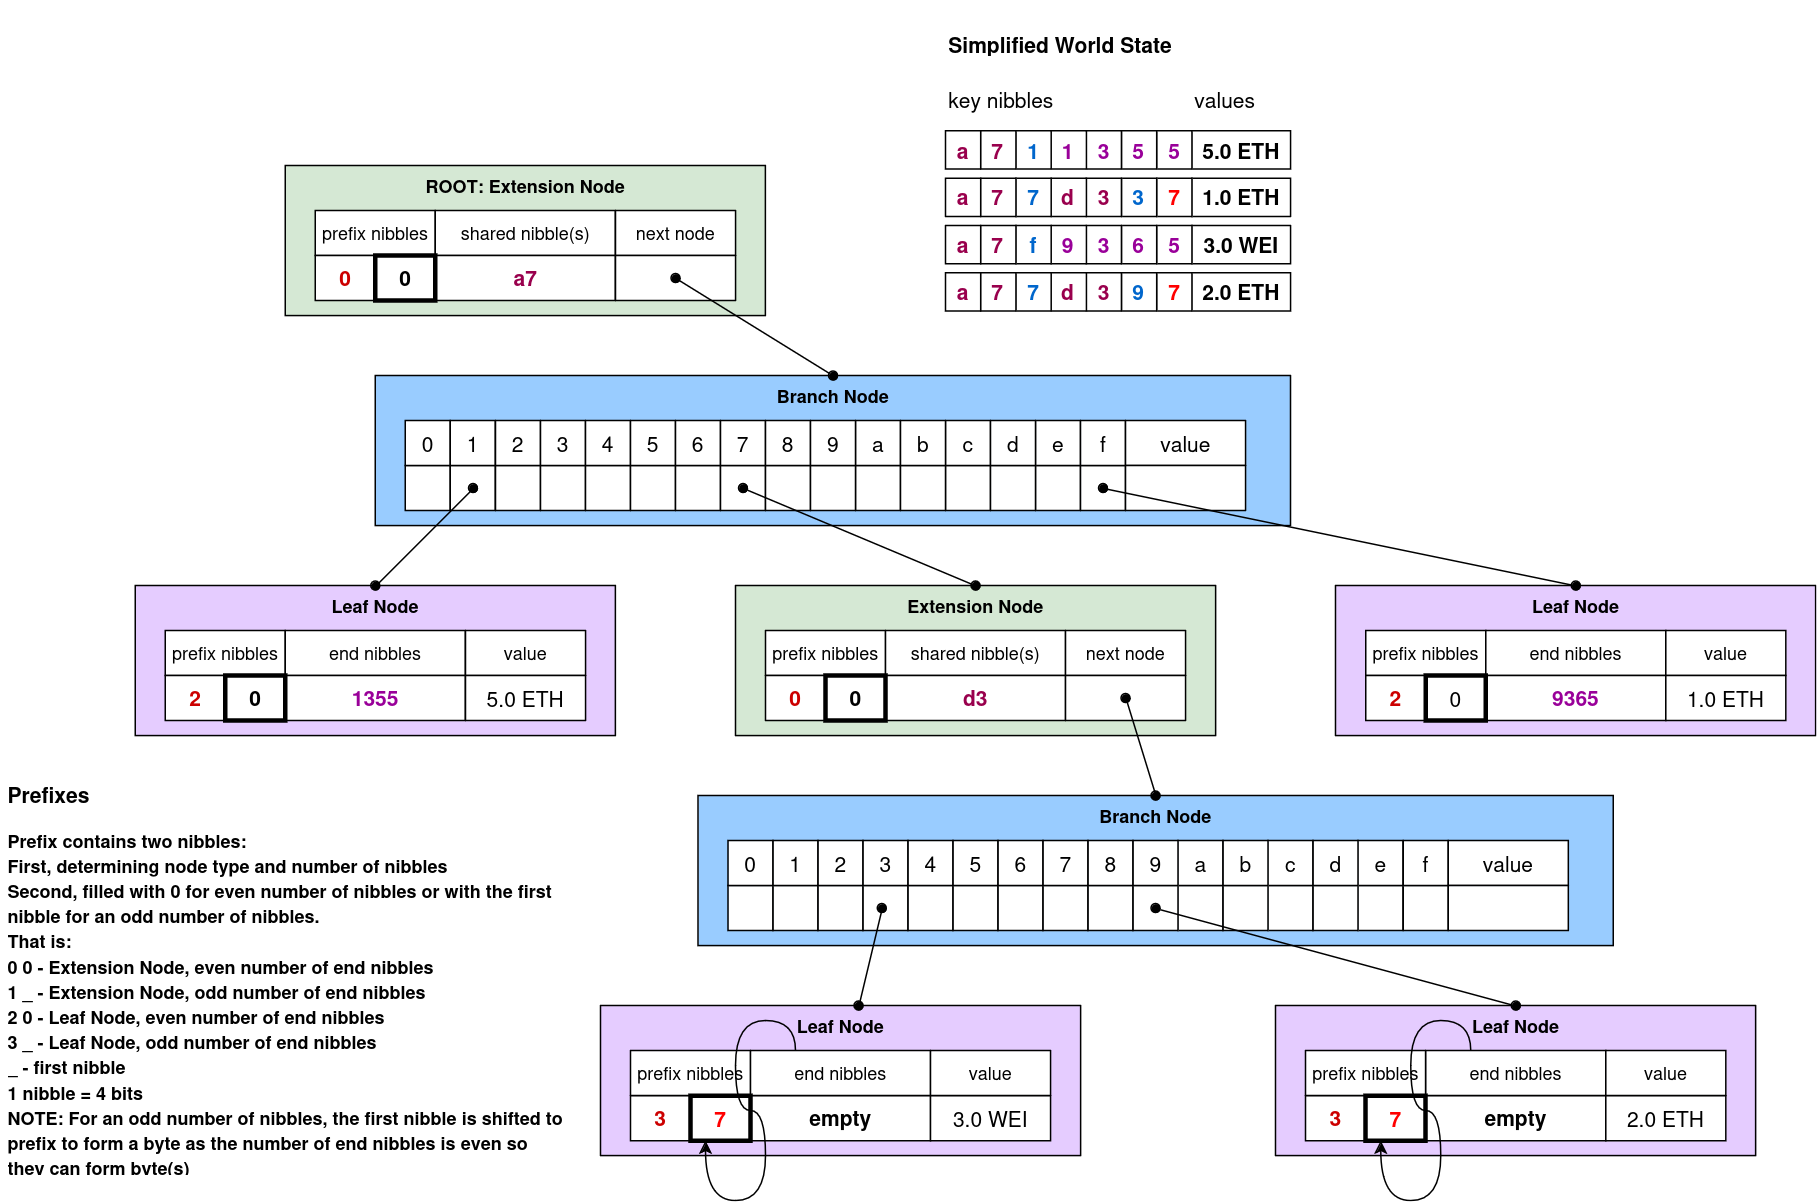 Simplified World State
key nibbles values
a 7 1 1 3 5 5 5.0 ETH
a 7 7 d 3 3 7 1.0 ETH
a 7 f 9 3 6 5 3.0 WEI
a 7 7 d 3 9 7 2.0 ETH
ROOT: Extension Node
prefix nibbles shared nibble(s) next node
0 0 a7
Branch Node
0 1 2 3 4 5 6 7 8 9 a b c d e f value
Leaf Node
prefix nibbles end nibbles value
2 0 1355 5.0 ETH
Extension Node
prefix nibbles shared nibble(s) next node
0 0 d3
Leaf Node
prefix nibbles end nibbles value
2 0 9365 1.0 ETH
Branch Node
0 1 2 3 4 5 6 7 8 9 a b c d e f value
Leaf Node
prefix nibbles end nibbles value
3 7 empty 3.0 WEI
Leaf Node
prefix nibbles end nibbles value
3 7 empty 2.0 ETH
Prefixes
Prefix contains two nibbles:
First, determining node type and number of nibbles
Second, filled with 0 for even number of nibbles or with the first
nibble for an odd number of nibbles.
That is:
0 0 - Extension Node, even number of end nibbles
1 _ - Extension Node, odd number of end nibbles
2 0 - Leaf Node, even number of end nibbles
3 _ - Leaf Node, odd number of end nibbles
_ - first nibble
1 nibble = 4 bits
NOTE: For an odd number of nibbles, the first nibble is shifted to
prefix to form a byte as the number of end nibbles is even so
they can form byte(s)